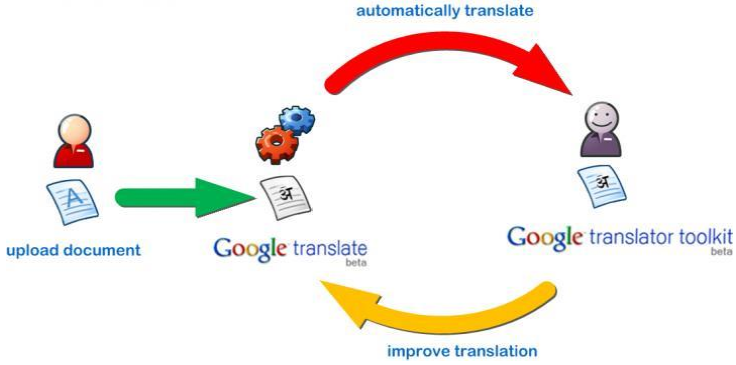 automatically translate
A
अ
अ
upload document
Google translate
beta
Google translator toolkit
beta
improve translation